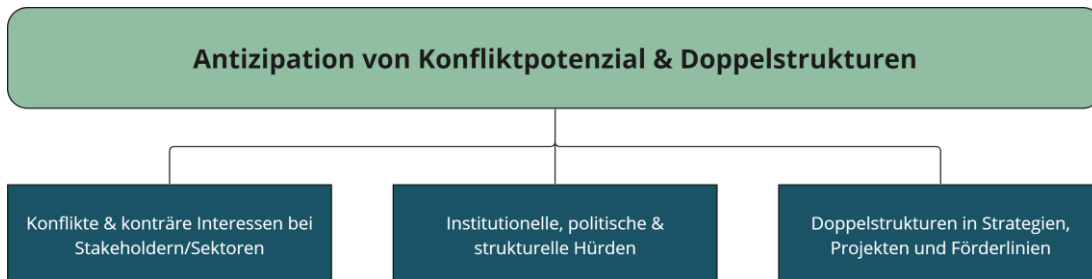 Antizipation von Konfliktpotenzial & Doppelstrukturen
Konflikte & konträre Interessen bei
Stakeholdern/Sektoren
Institutionelle, politische &
strukturelle Hürden
Doppelstrukturen in Strategien,
Projekten und Förderlinien